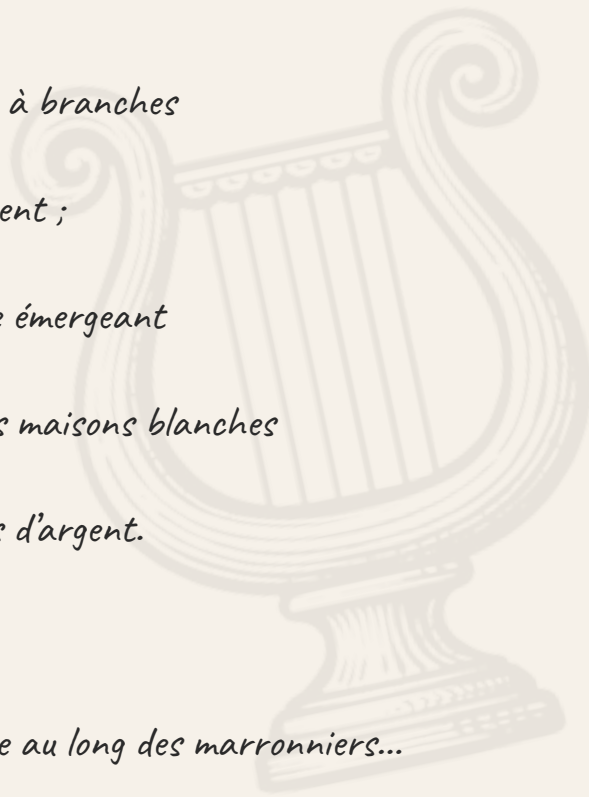 à branches
ent ;
e émergeant
s maisons blanches
s d’argent.
e au long des marronniers...